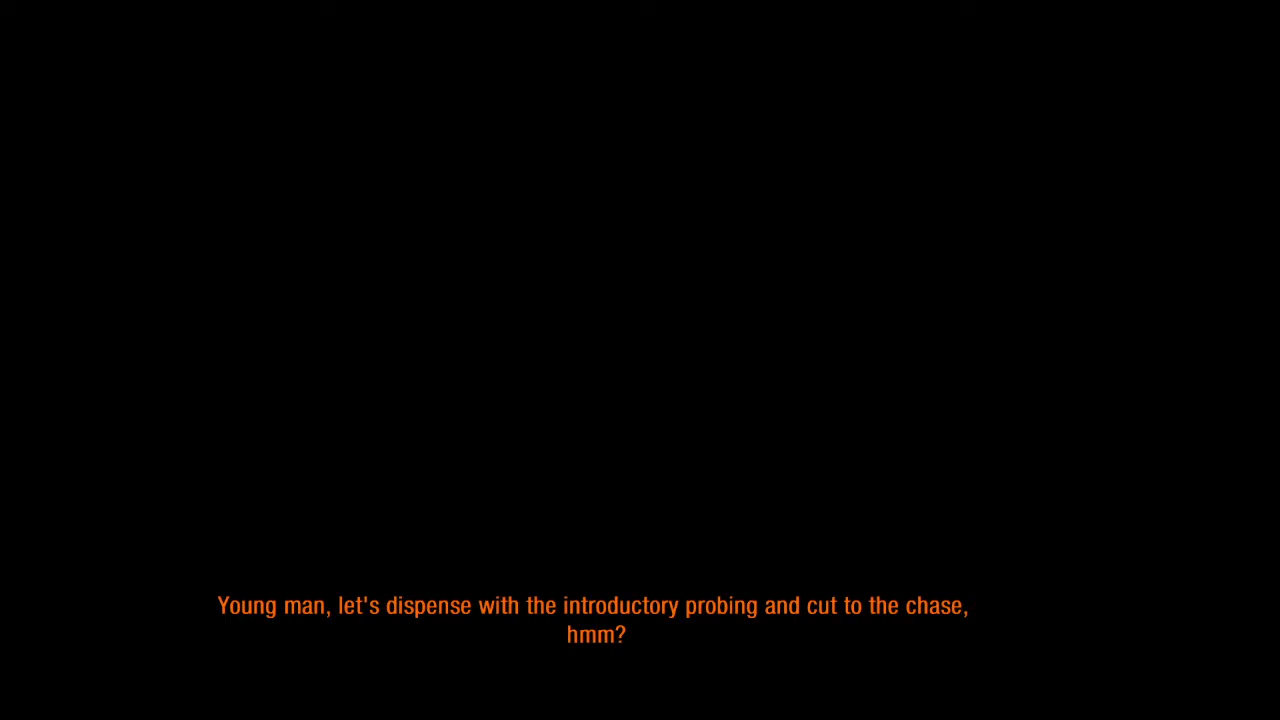 Young man, let's dispense with the introductory probing and cut to the chase,
hmm?